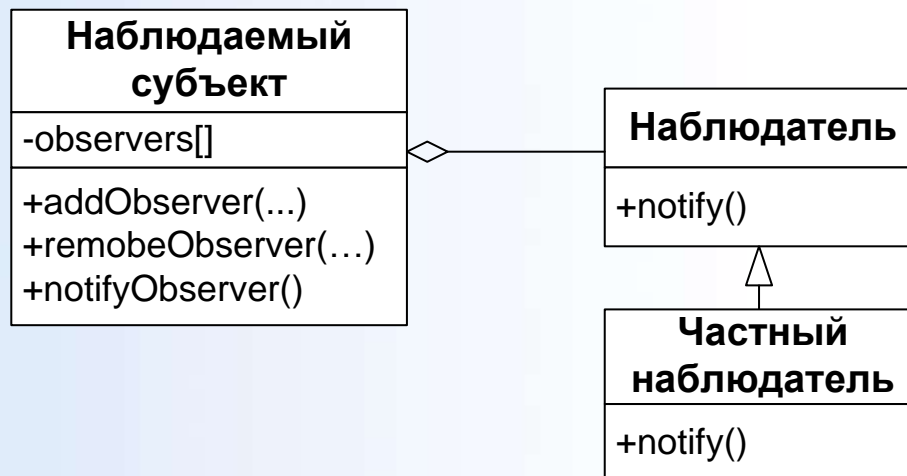 Наблюдаемый
субъект
-observers[]
+addObserver(...)
+remobeObserver(…)
+notifyObserver()
Наблюдатель
+notify()
Частный
наблюдатель
+notify()